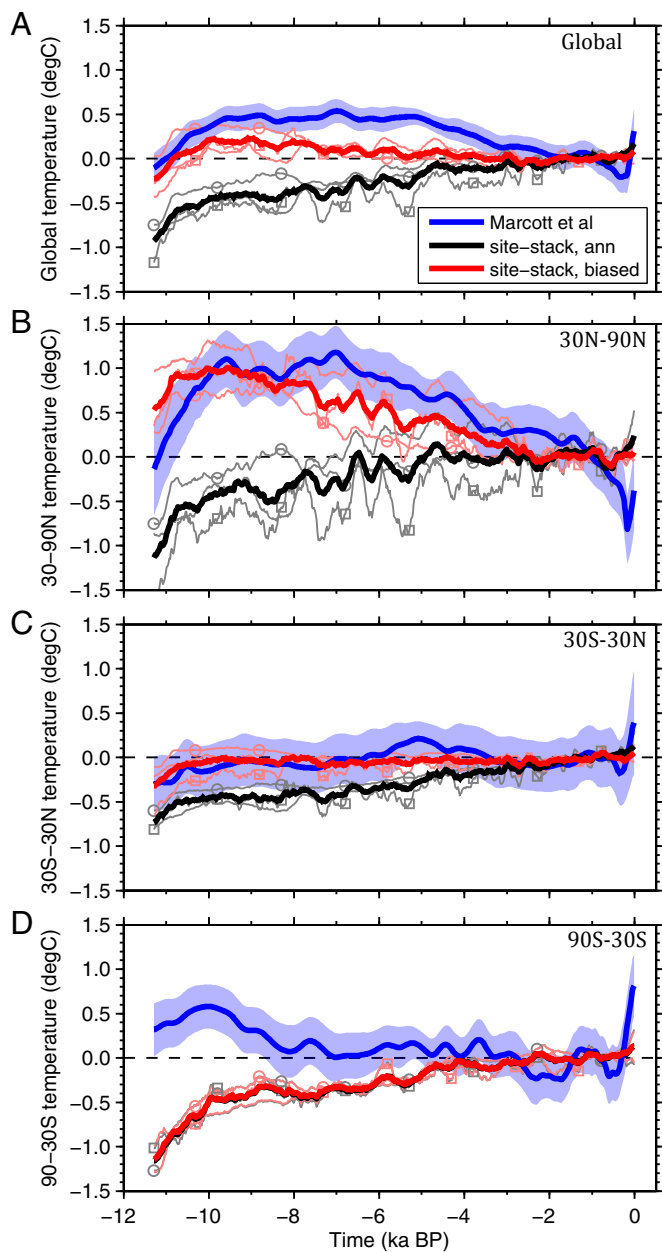 A
Global
1.5
1.0
0.5
0.0
−0.5
−1.0
−1.5
Global temperature (degC)
Marcott et al
site−stack, ann
site−stack, biased
B
30N-90N
1.5
1.0
0.5
0.0
−0.5
−1.0
−1.5
30−90N temperature (degC)
C
30S-30N
1.5
1.0
0.5
0.0
−0.5
−1.0
−1.5
30S−30N temperature (degC)
D
90S-30S
1.5
1.0
0.5
0.0
−0.5
−1.0
−1.5
90−30S temperature (degC)
−12 −10 −8 −6 −4 −2 0
Time (ka BP)